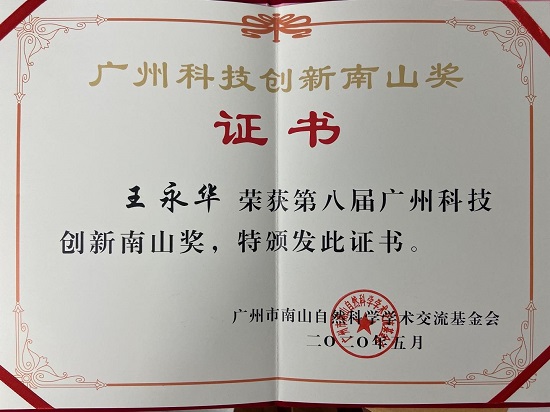 广州科技创新南山奖
证书
王永华 荣获第八届广州科技
创新南山奖，特颁发此证书。
广州市南山自然科学学术交流基金会
二〇二〇年五月